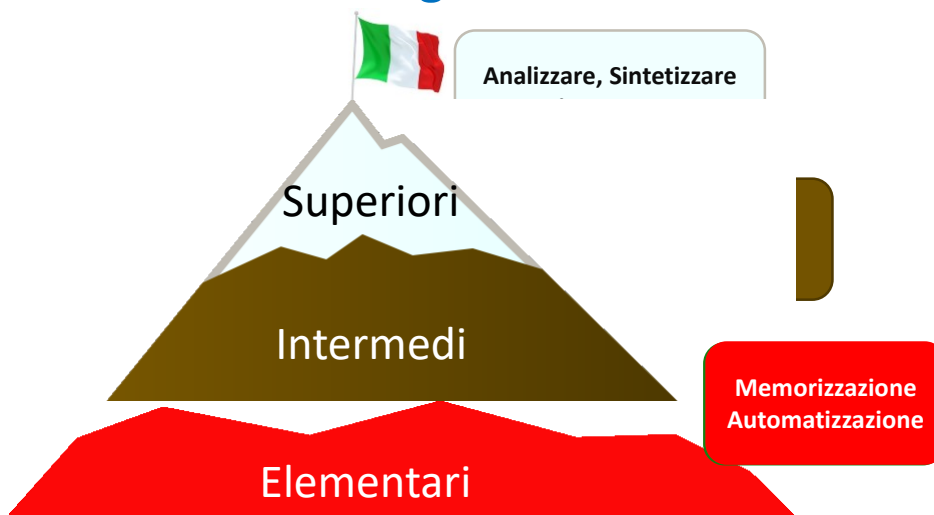 Analizzare, Sintetizzare
Superiori
Intermedi
Memorizzazione
Automatizzazione
Elementari